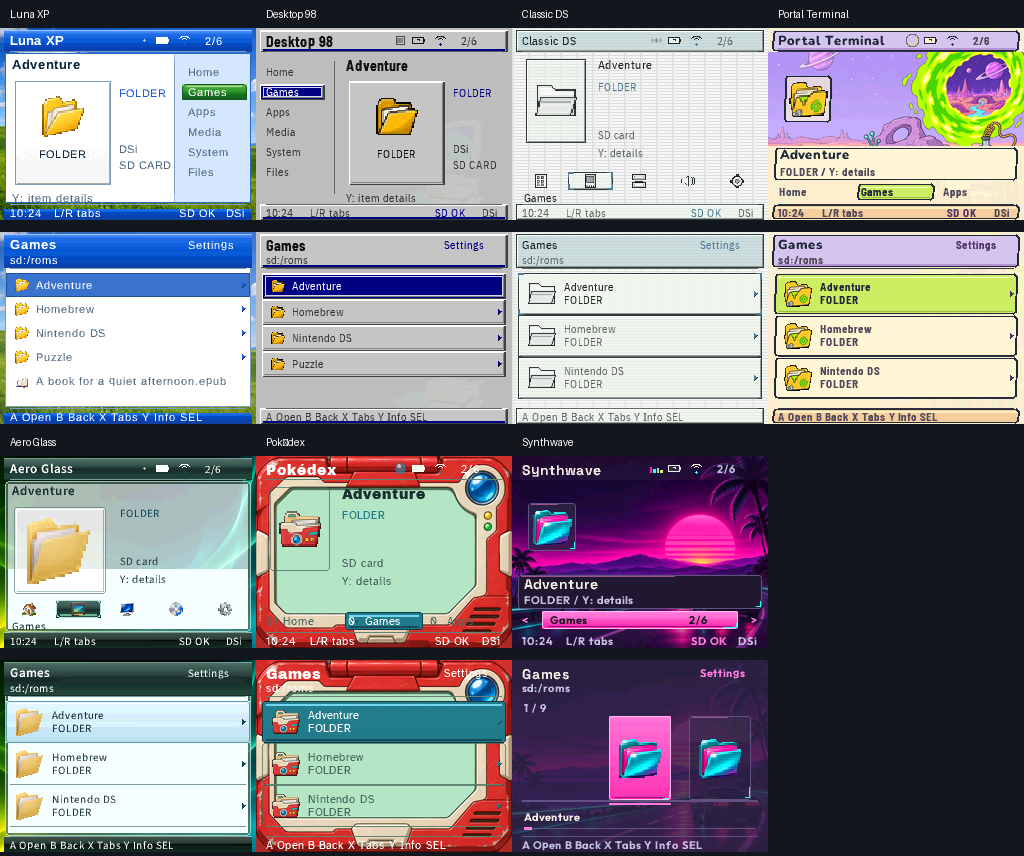 Luna XP
Luna XP 2/6
Adventure
FOLDER
FOLDER
DSi
SD CARD
Y: item details
Home
Games
Apps
Media
System
Files
10:24 L/R tabs SD OK DSi
Games Settings
sd:/roms
Adventure
Homebrew
Nintendo DS
Puzzle
A book for a quiet afternoon.epub
A Open B Back X Tabs Y Info SEL
Desktop 98
Desktop 98 2/6
Home
Games
Apps
Media
System
Files
Adventure
FOLDER
FOLDER
DSi
SD CARD
Y: item details
10:24 L/R tabs SD OK DSi
Games Settings
sd:/roms
Adventure
Homebrew
Nintendo DS
Puzzle
A Open B Back X Tabs Y Info SEL
Classic DS
Classic DS 2/6
Adventure
FOLDER
SD card
Y: details
Games
10:24 L/R tabs SD OK DSi
Games Settings
sd:/roms
Adventure
FOLDER
Homebrew
FOLDER
Nintendo DS
FOLDER
A Open B Back X Tabs Y Info SEL
Portal Terminal
Portal Terminal 2/6
Adventure
FOLDER / Y: details
Home Games Apps
10:24 L/R tabs SD OK DSi
Games Settings
sd:/roms
Adventure
FOLDER
Homebrew
FOLDER
Nintendo DS
FOLDER
A Open B Back X Tabs Y Info SEL
Aero Glass
Aero Glass 2/6
Adventure
FOLDER
SD card
Y: details
Games
10:24 L/R tabs SD OK DSi
Games Settings
sd:/roms
Adventure
FOLDER
Homebrew
FOLDER
Nintendo DS
FOLDER
A Open B Back X Tabs Y Info SEL
Pokédex 2/6
Adventure
FOLDER
SD card
Y: details
Home Games
10:24 L/R tabs SD OK DSi
Games Settings
sd:/roms
Adventure
FOLDER
Homebrew
FOLDER
Nintendo DS
FOLDER
A Open B Back X Tabs Y Info SEL
Synthwave
Synthwave 2/6
Adventure
FOLDER / Y: details
< Games 2/6 >
10:24 L/R tabs SD OK DSi
Games Settings
sd:/roms
1 / 9
Adventure
A Open B Back X Tabs Y Info SEL